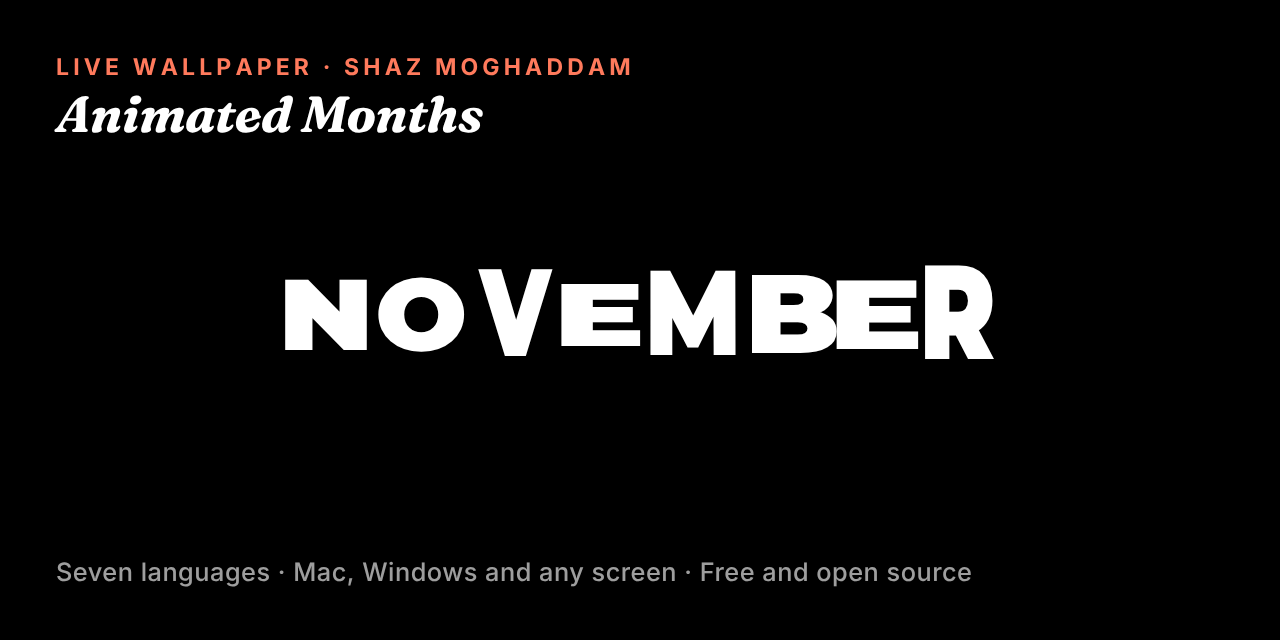 LIVE WALLPAPER · SHAZ MOGHADDAM
Animated Months
NOVEMBER
Seven languages · Mac, Windows and any screen · Free and open source